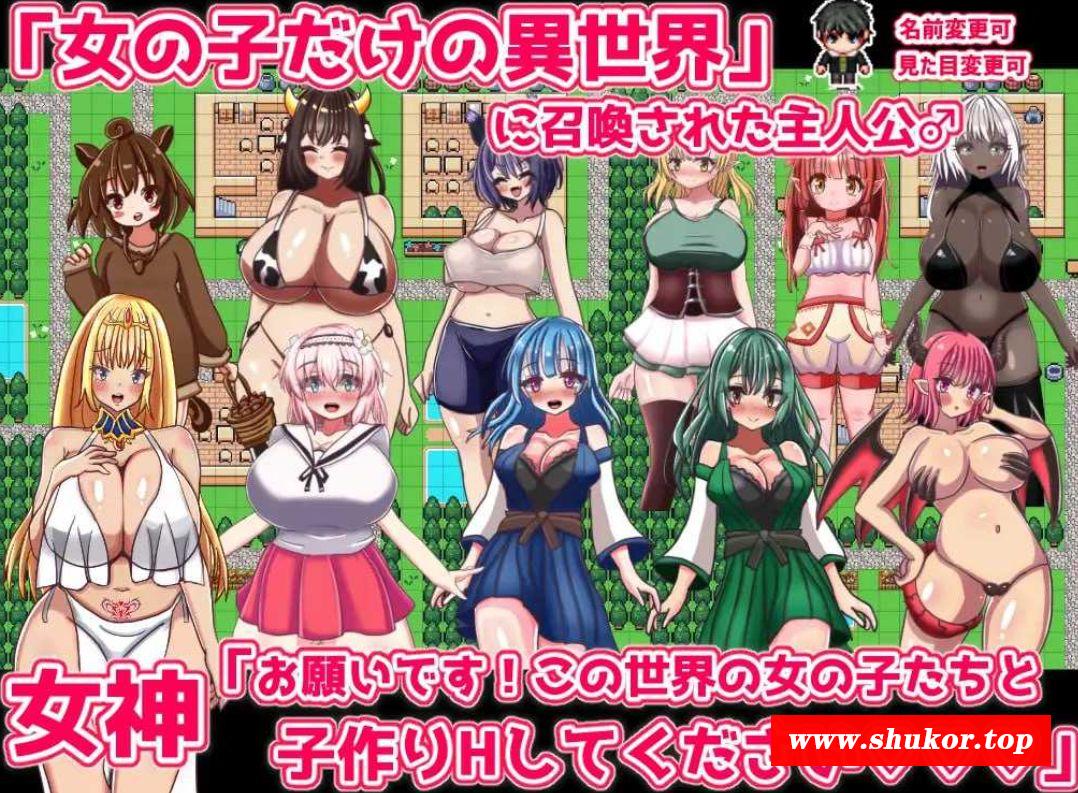 「女の子だけの異世界」
名前変更可
見た目変更可
に召喚された主人公♂
女神
「お願いです！この世界の女の子たちと
子作りHしてくださ
www.shukor.top